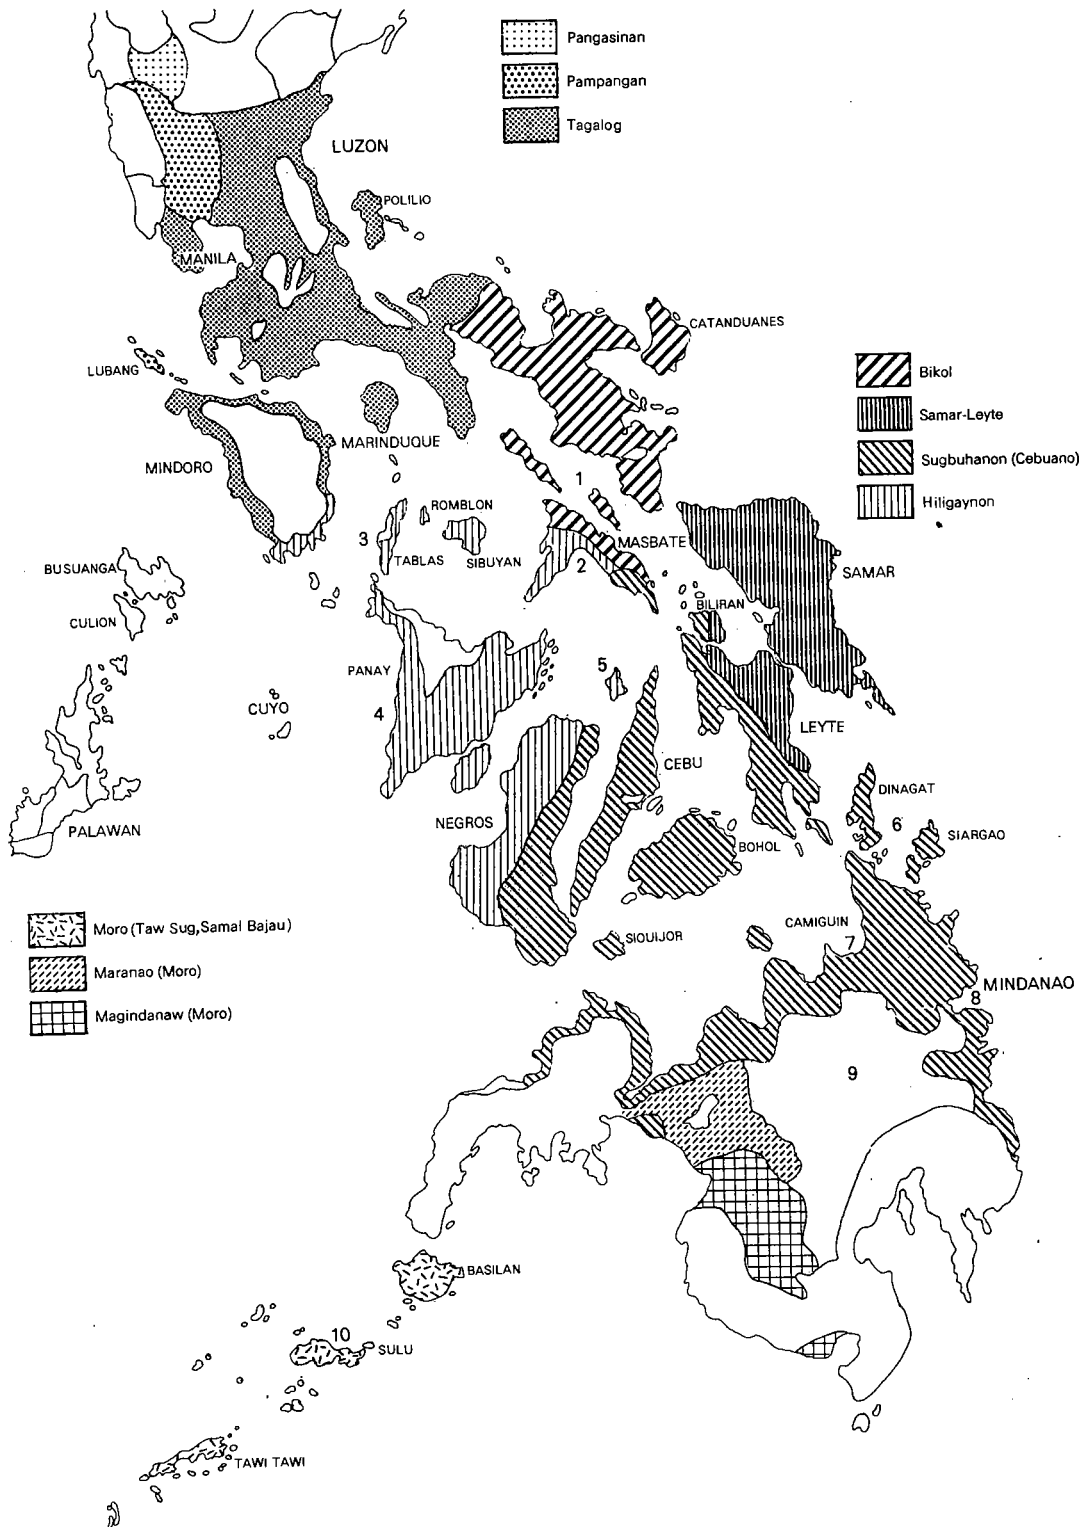 Pangasinan
Pampangan
Tagalog
LUZON
POLILIO
MANILA
CATANDUANES
LUBANG
Bikol
Samar-Leyte
Sugbuhanon (Cebuano)
Hiligaynon
MARINDUQUE
MINDORO
1
ROMBLON
3
TABLAS
SIBUYAN
MASBATE
2
BUSUANGA
SAMAR
CULION
BILIRAN
PANAY
5
CUYO
4
LEYTE
CEBU
DINAGAT
NEGROS
6
PALAWAN
SIARGAO
BOHOL
Moro (Taw Sug,Samal Bajau)
CAMIGUIN
SIQUIJOR
7
Maranao (Moro)
MINDANAO
8
Magindanaw (Moro)
9
BASILAN
10
SULU
TAWI TAWI